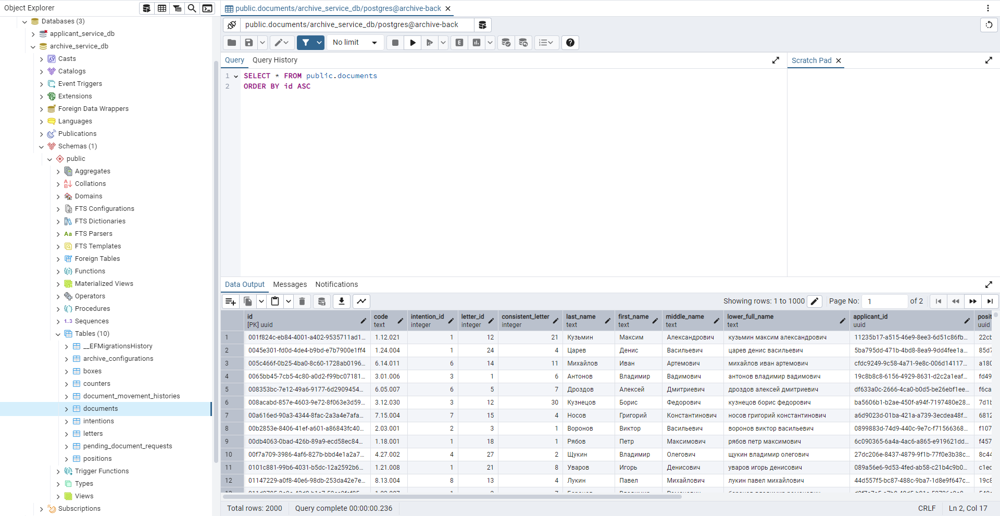 Object Explorer
Databases (3)
applicant_service_db
archive_service_db
Casts
Catalogs
Event Triggers
Extensions
Foreign Data Wrappers
Languages
Publications
Schemas (1)
public
Aggregates
Collations
Domains
FTS Configurations
FTS Dictionaries
FTS Parsers
FTS Templates
Foreign Tables
Functions
Materialized Views
Operators
Procedures
Sequences
Tables (10)
__EFMigrationsHistory
archive_configurations
boxes
counters
document_movement_histories
documents
intentions
letters
pending_document_requests
positions
Trigger Functions
Types
Views
Subscriptions
public.documents/archive_service_db/postgres@archive-back
public.documents/archive_service_db/postgres@archive-back
No limit
Query Query History
Scratch Pad
1 SELECT * FROM public.documents
2 ORDER BY id ASC
Data Output Messages Notifications
Showing rows: 1 to 1000 Page No: 1 of 2
id code intention_id letter_id consistent_letter last_name first_name middle_name lower_full_name applicant_id posit
[PK] uuid text integer integer integer text text text text uuid uuid
1 001f824c-eb84-4001-a402-9535711ad1... 1.12.021 1 12 21 Кузьмин Максим Александрович кузьмин максим александрович 11235b17-a515-46e9-8ee3-6d51c86fb... 22cb
2 0045e301-fd0d-4de4-b9bd-e7b7900e1ff4 1.24.004 1 24 4 Царев Денис Васильевич царев денис васильевич 5ba795dd-471b-4bd8-8ea9-9dd4fee1a... 85d7
3 005c466f-0b25-4ba0-8c60-1728ab0196... 6.14.011 6 14 11 Михайлов Иван Артемович михайлов иван артемович cfdc9249-9c58-4a71-9e8c-006d14117... a180
4 0065bb45-7cb5-4c80-a0d2-f99bc07181... 3.01.006 3 1 6 Антонов Владимир Вадимович антонов владимир вадимович 19c8b8c8-6156-4929-8631-d2c2a1eaf... fd49
5 008353bc-7e12-49a6-9177-6d2909454... 6.05.007 6 5 7 Дроздов Алексей Дмитриевич дроздов алексей дмитриевич df633a0c-2666-4ca0-b0d5-be26ebf1ee... f6ca
6 008acabd-857e-4603-9e72-8f063e3d59... 3.12.030 3 12 30 Кузнецов Борис Федорович кузнецов борис федорович ba5606b1-b2ae-450f-a94f-7197480e28... 7d1b
7 00a616ed-90a3-4344-8fac-2a3a4e7afa... 7.15.004 7 15 4 Носов Григорий Константинович носов григорий константинович a6d9023d-01ba-421a-a739-3ecdea48f... 6812
8 00b2853e-8406-41ef-a601-a86843fc40... 2.03.001 2 3 1 Воронов Виктор Васильевич воронов виктор васильевич 0899883d-74d9-440c-9e7c-f71566368... f107
9 00db4063-0bad-426b-89a9-ecd58ec84... 1.18.001 1 18 1 Рябов Петр Максимович рябов петр максимович 6c090365-6a4a-4ac6-a865-e919621dd... f457
10 00f7a709-3986-4af6-827b-bbd4e1a2a7... 4.27.002 4 27 2 Щукин Владимир Олегович щукин владимир олегович 27dc206e-8437-4879-9f1b-77f0e3b38c... 8c44
11 0101c881-99b6-4031-b5dc-12a2592b6... 1.21.008 1 21 8 Уваров Игорь Денисович уваров игорь денисович 089a56e6-9d53-4fed-ab58-c21b4c9b0... c1ec
12 01147229-a0f8-40e6-98db-253da42e7e... 8.13.004 8 13 4 Лукин Павел Михайлович лукин павел михайлович 44d557f5-bc87-488c-9ba7-1d8e9f647c... 19c8
Total rows: 2000 Query complete 00:00:00.236 CRLF Ln 2, Col 17